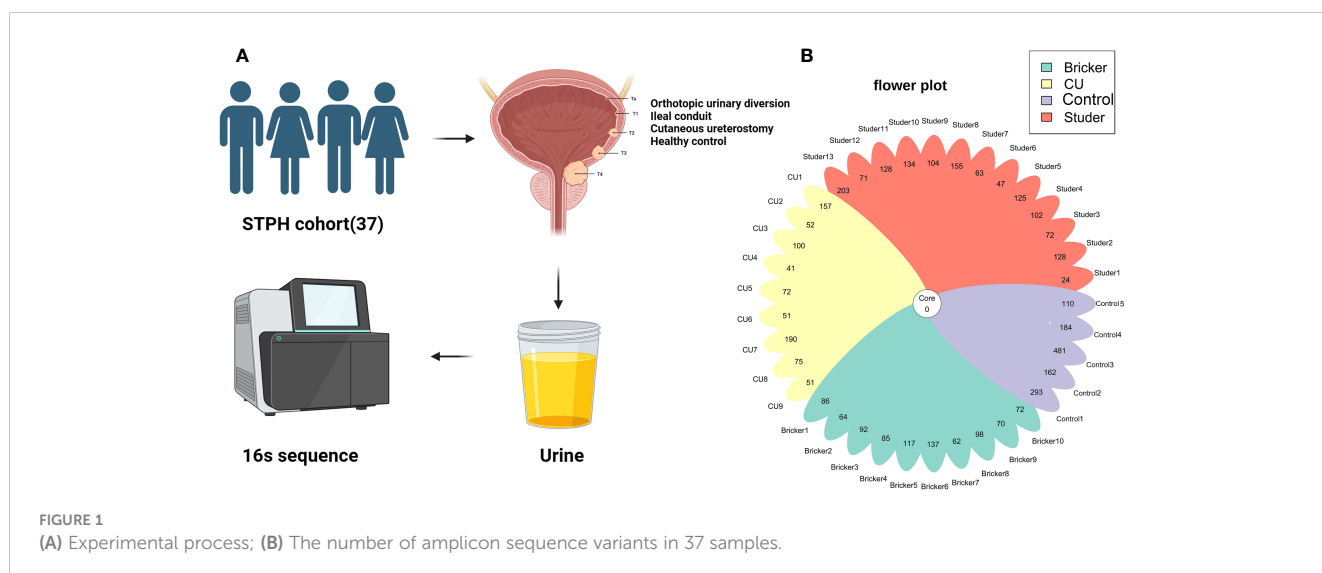 A
Ta
T1
T2
T3
T4
Orthotopic urinary diversion
Ileal conduit
Cutaneous ureterostomy
Healthy control
STPH cohort(37)
16s sequence
Urine
B
flower plot
Bricker
CU
Control
Studer
Core
0
Studer13
203
Studer12
71
Studer11
128
Studer10
134
Studer9
104
Studer8
155
Studer7
63
Studer6
47
Studer5
125
Studer4
102
Studer3
72
Studer2
128
Studer1
24
Control5
110
Control4
184
Control3
481
Control2
162
Control1
293
Bricker10
72
Bricker9
70
Bricker8
98
Bricker7
62
Bricker6
137
Bricker5
117
Bricker4
85
Bricker3
92
Bricker2
64
Bricker1
86
CU9
51
CU8
75
CU7
190
CU6
51
CU5
72
CU4
41
CU3
100
CU2
52
CU1
157
FIGURE 1
(A) Experimental process; (B) The number of amplicon sequence variants in 37 samples.